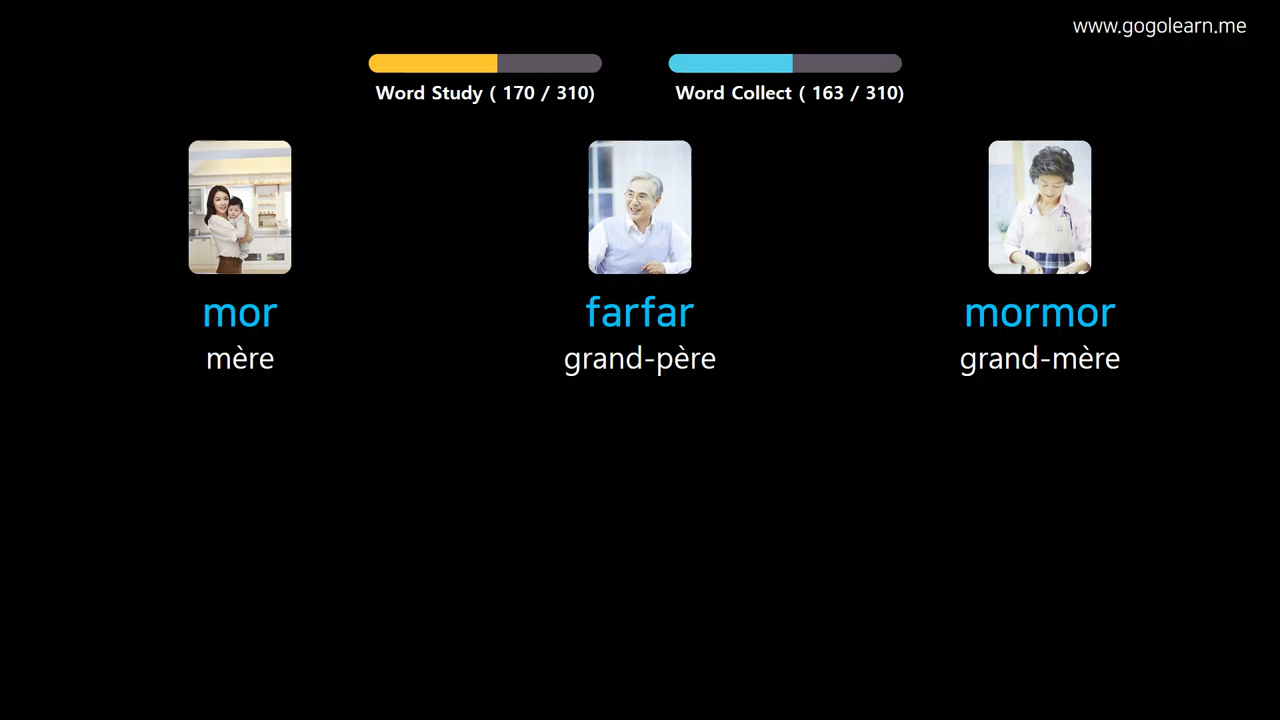 www.gogolearn.me
Word Study ( 170 / 310)
Word Collect ( 163 / 310)
mor
farfar
mormor
mère
grand-père
grand-mère